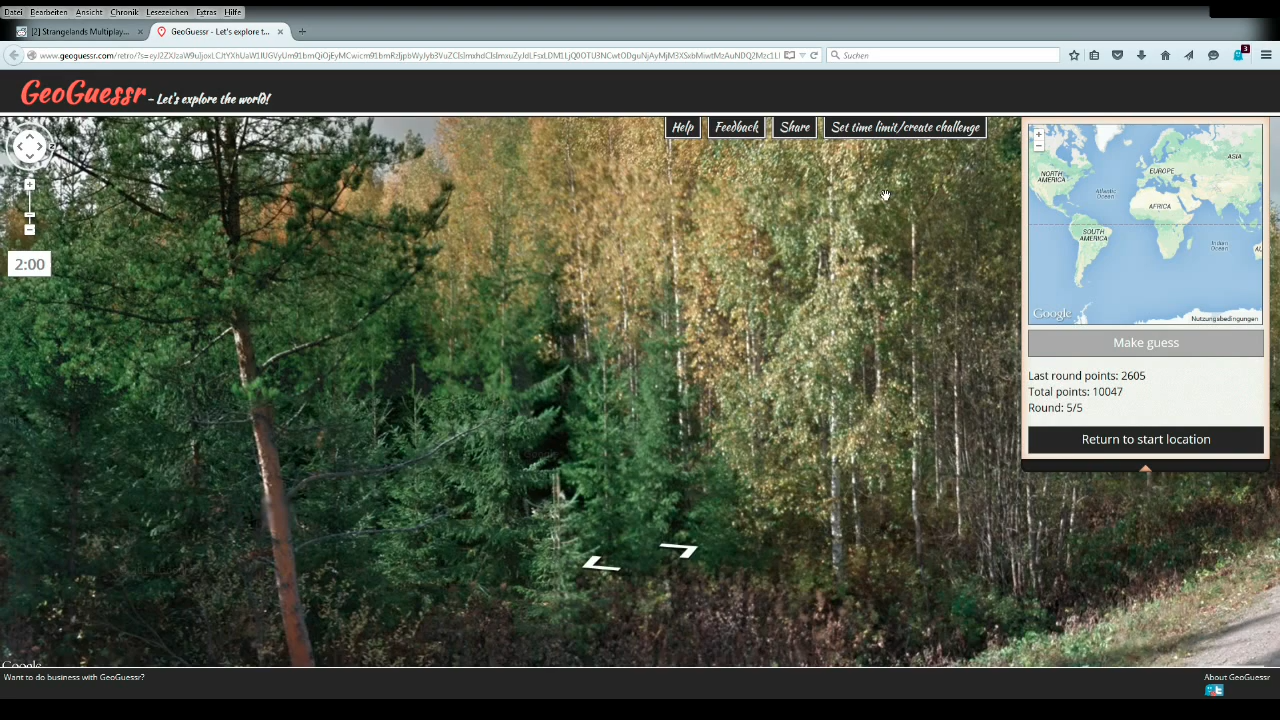 Datei Bearbeiten Ansicht Chronik Lesezeichen Extras Hilfe
[2] Strangelands Multiplay...
GeoGuessr - Let's explore t...
Suchen
3
GeoGuessr - Let's explore the world!
Help
Feedback
Share
Set time limit/create challenge
2:00
NORTH AMERICA
Atlantic Ocean
EUROPE
ASIA
AFRICA
SOUTH AMERICA
Indian Ocean
Google
Nutzungsbedingungen
Make guess
Last round points: 2605
Total points: 10047
Round: 5/5
Return to start location
Google
Want to do business with GeoGuessr?
About GeoGuessr